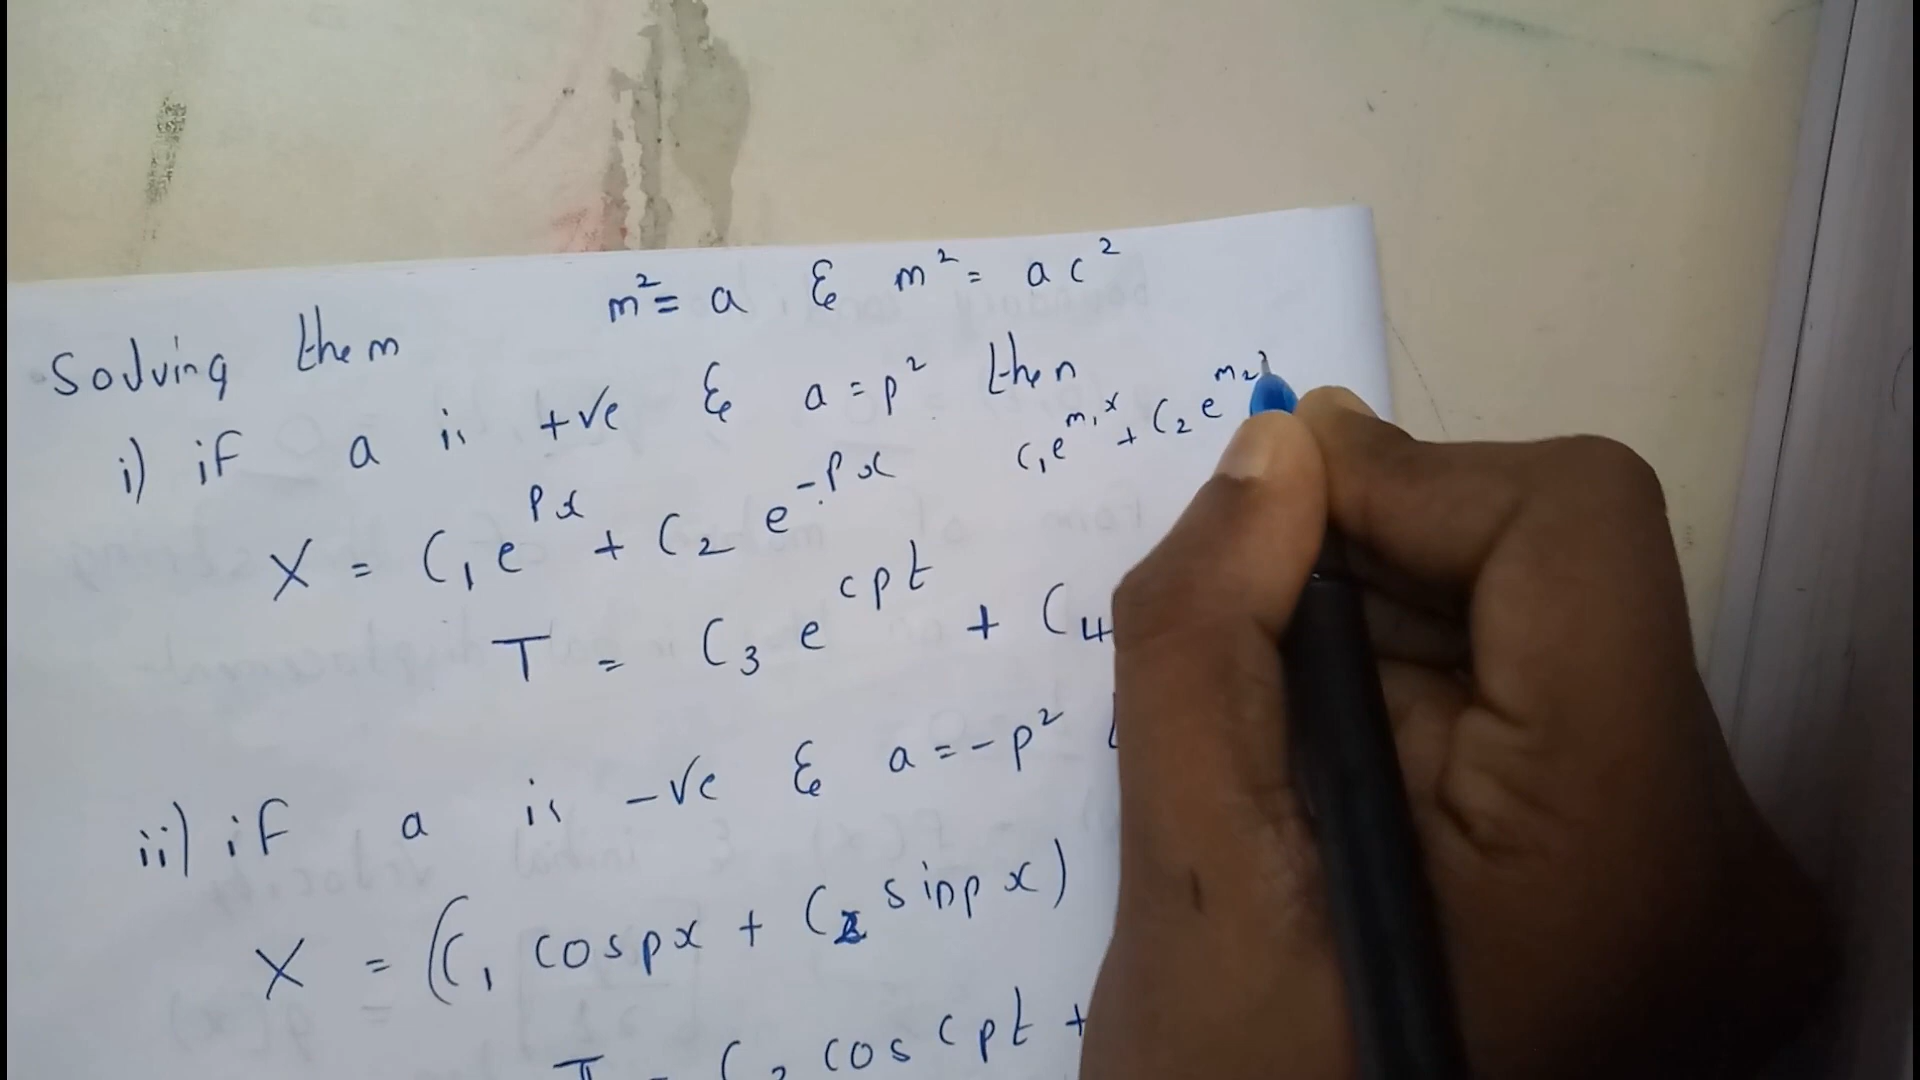 m² = a & m² = ac²
Solving them
i) if a is +ve & a = p² then
C₁e^m₁x + C₂e^m₂
X = C₁e^px + C₂e^-px
T = C₃e^cpt + C₄
ii) if a is -ve & a = -p²
X = (C₁ cospx + C₂ sinpx)
T = C₃ cos cpt +